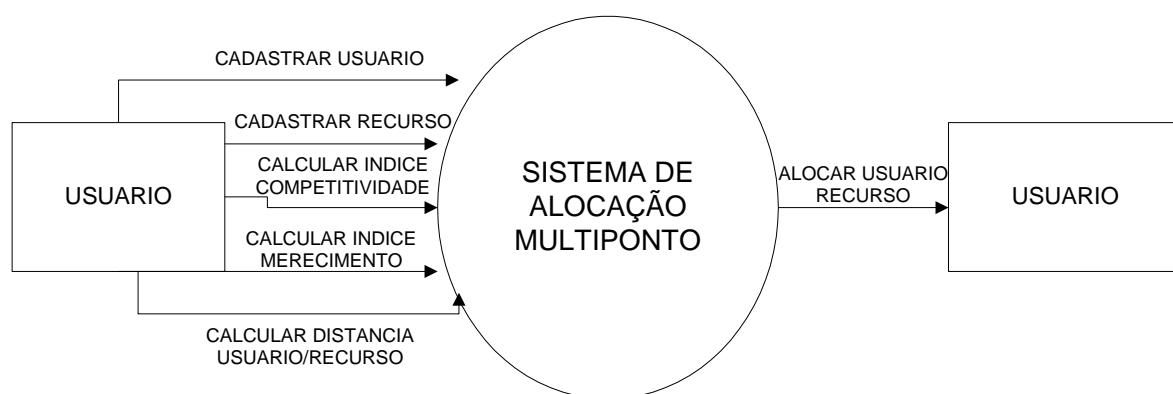 CADASTRAR USUARIO
CADASTRAR RECURSO
CALCULAR INDICE
COMPETITIVIDADE
USUARIO
CALCULAR INDICE
MERECIMENTO
CALCULAR DISTANCIA
USUARIO/RECURSO
SISTEMA DE
ALOCAÇÃO
MULTIPONTO
ALOCAR USUARIO
RECURSO
USUARIO